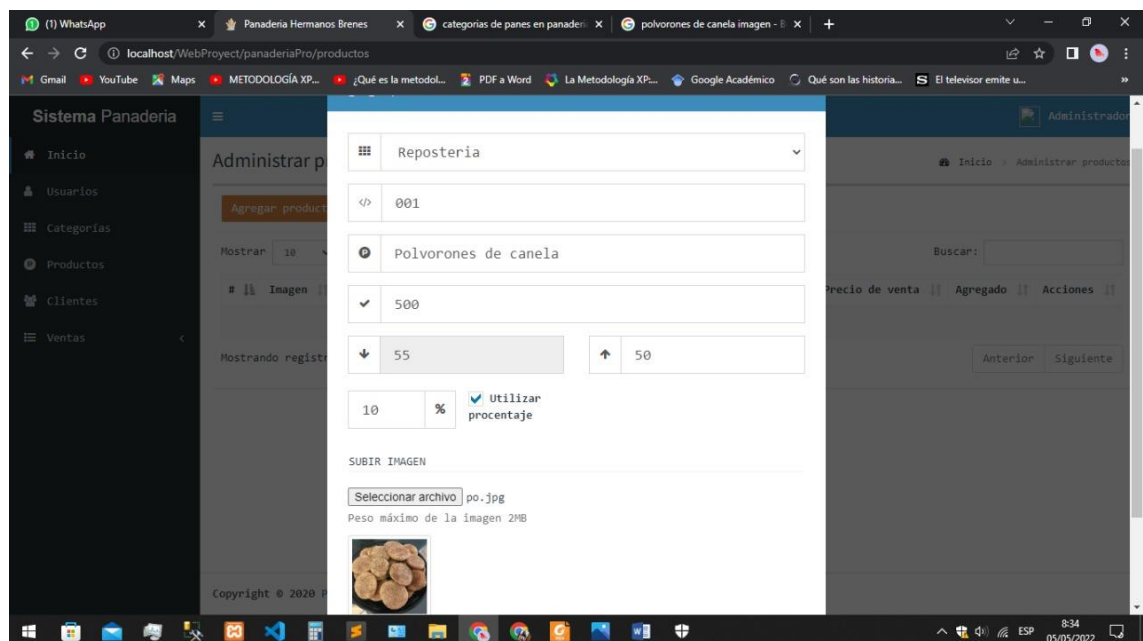 (1) WhatsApp
Panaderia Hermanos Brenes
categorias de panes en panaderi
polvorones de canela imagen - B
localhost/WebProyect/panaderiaPro/productos
Gmail YouTube Maps METODOLOGÍA XP... ¿Qué es la metodol... PDF a Word La Metodología XP:... Google Académico Qué son las historia... El televisor emite u... »
Sistema Panaderia
Administrador
Inicio
Usuarios
Categorías
Productos
Clientes
Ventas
Administrar p
Inicio > Administrar productos
Agregar product
Mostrar 10
Buscar:
# Imagen
Precio de venta Agregado Acciones
Mostrando registr
Anterior Siguiente
Reposteria
001
Polvorones de canela
500
55 50
10 % Utilizar
procentaje
SUBIR IMAGEN
Seleccionar archivo po.jpg
Peso máximo de la imagen 2MB
Copyright © 2020 P
ESP
8:34
05/05/2022